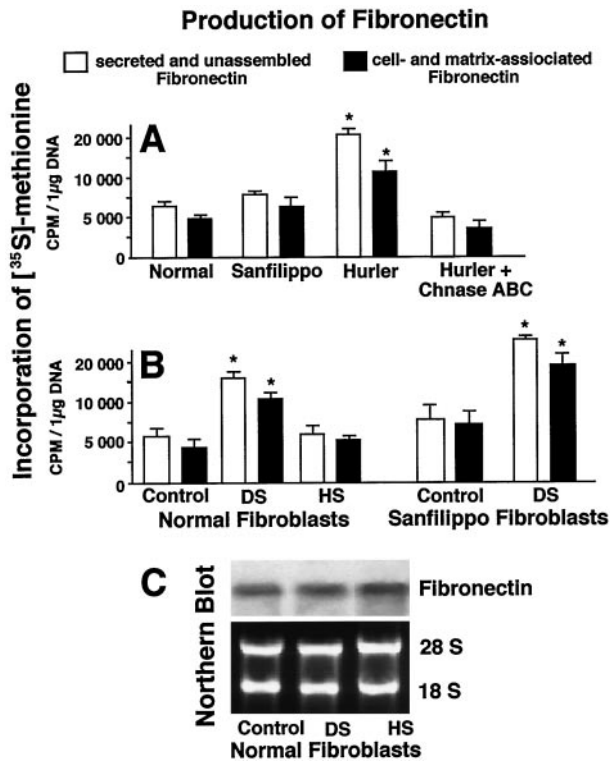 Production of Fibronectin
secreted and unassembled
Fibronectin
cell- and matrix-assiociated
Fibronectin
Incorporation of [³⁵S]-methionine
A
CPM / 1µg DNA
20 000
10 000
5 000
0
* *
Normal Sanfilippo Hurler Hurler +
Chnase ABC
B
CPM / 1µg DNA
20 000
10 000
5 000
0
* * * *
Control DS HS Control DS
Normal Fibroblasts Sanfilippo Fibroblasts
C
Northern Blot
Fibronectin
28 S
18 S
Control DS HS
Normal Fibroblasts